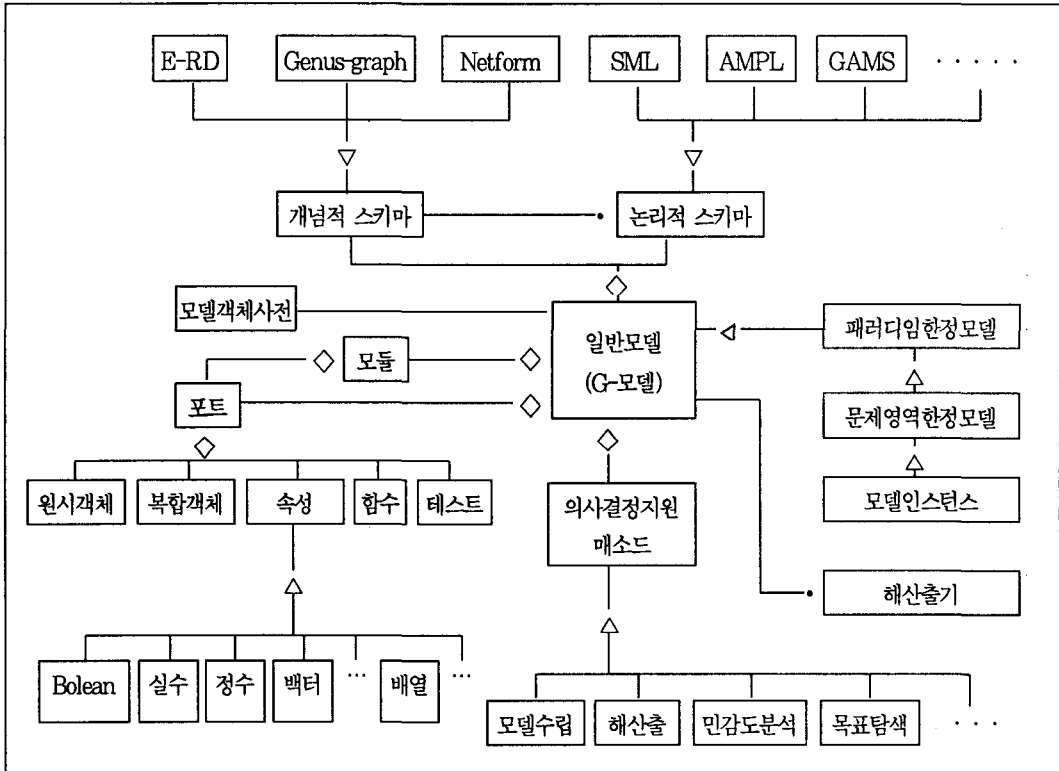 E-RD Genus-graph Netform SML AMPL GAMS · · · · ·
개념적 스키마 논리적 스키마
모델객체사전
일반모델
(G-모델)
패러디임한정모델
모듈
포트
문제영역한정모델
원시객체 복합객체 속성 함수 테스트
의사결정지원
매소드
모델인스턴스
해산출기
Bolean 실수 정수 백터 ··· 배열 ···
모델수립 해산출 민감도분석 목표탐색 · · ·